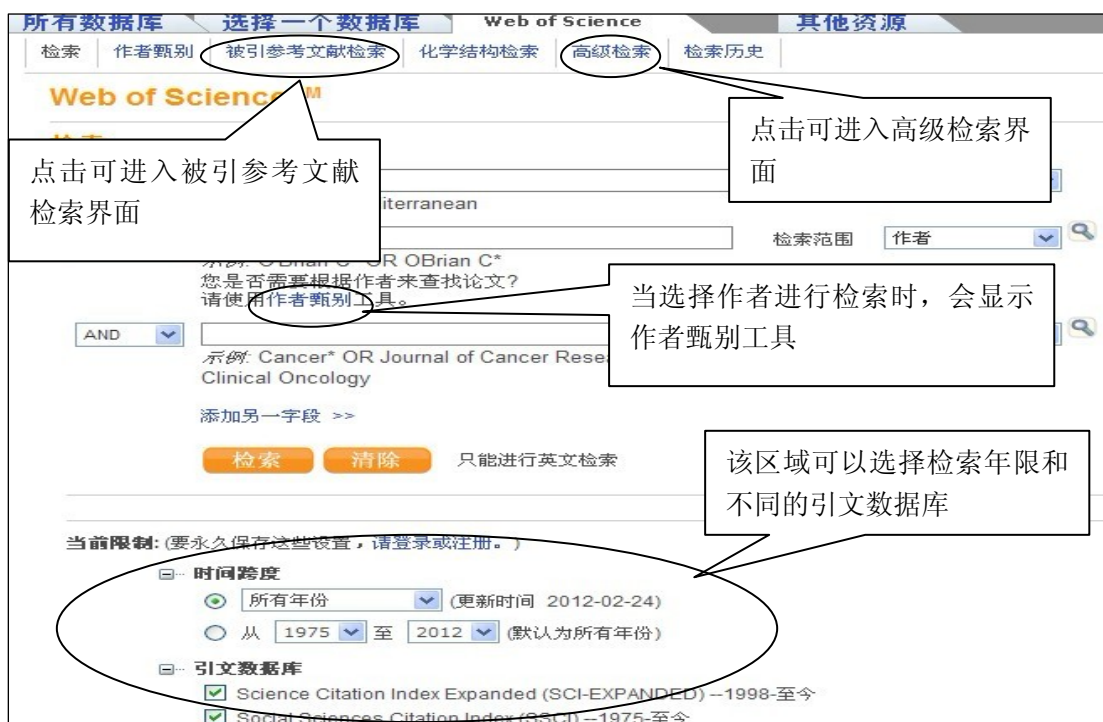 所有数据库 选择一个数据库 Web of Science 其他资源
检索 作者甄别 被引参考文献检索 化学结构检索 高级检索 检索历史
Web of Science
点击可进入高级检索界
面
点击可进入被引参考文献
检索界面
iterranean
检索范围 作者
OBrian C*
您是否需要根据作者来查找论文?
请使用作者甄别工具。
当选择作者进行检索时，会显示
作者甄别工具
AND
示例: Cancer* OR Journal of Cancer Resea
Clinical Oncology
添加另一字段 >>
检索 清除 只能进行英文检索
该区域可以选择检索年限和
不同的引文数据库
当前限制: (要永久保存这些设置，请登录或注册。)
时间跨度
所有年份 (更新时间 2012-02-24)
从 1975 至 2012 (默认为所有年份)
引文数据库
Science Citation Index Expanded (SCI-EXPANDED) --1998-至今
Social Sciences Citation Index (SSCI) --1975-至今